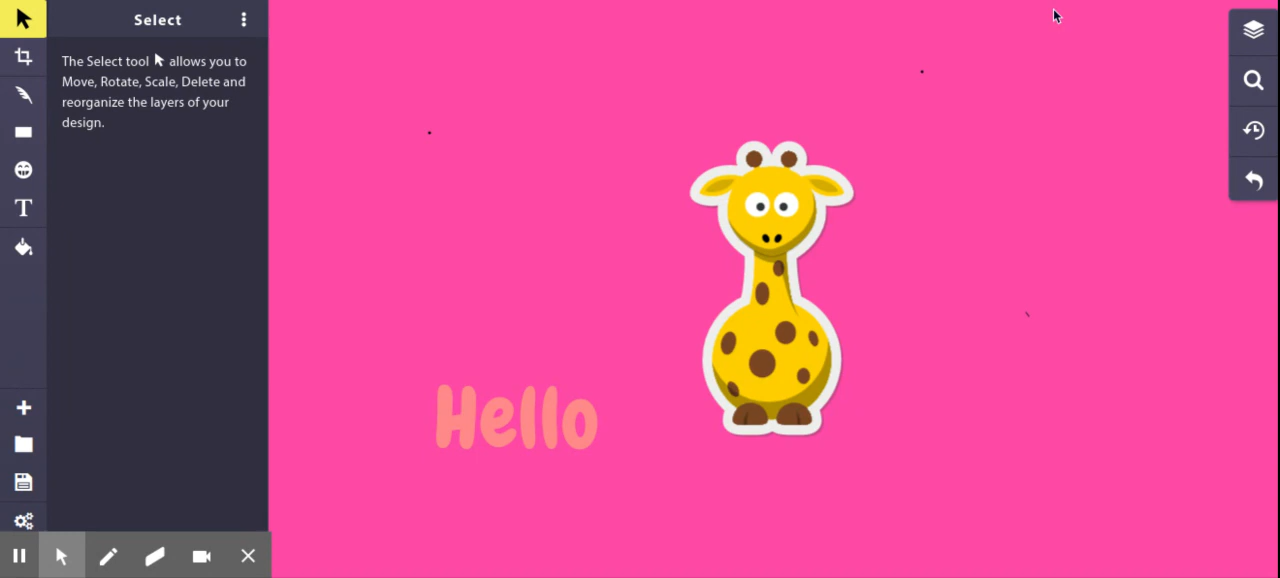 Select
The Select tool allows you to
Move, Rotate, Scale, Delete and
reorganize the layers of your
design.
T
Hello